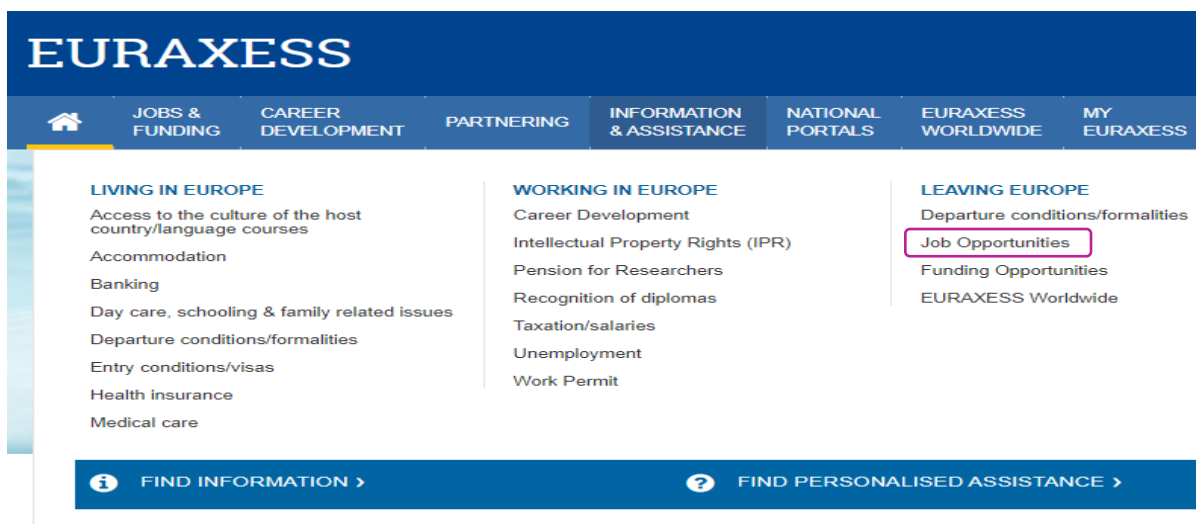 EURAXESS
JOBS &
FUNDING
CAREER
DEVELOPMENT
PARTNERING
INFORMATION
& ASSISTANCE
NATIONAL
PORTALS
EURAXESS
WORLDWIDE
MY
EURAXESS
LIVING IN EUROPE
Access to the culture of the host
country/language courses
Accommodation
Banking
Day care, schooling & family related issues
Departure conditions/formalities
Entry conditions/visas
Health insurance
Medical care
WORKING IN EUROPE
Career Development
Intellectual Property Rights (IPR)
Pension for Researchers
Recognition of diplomas
Taxation/salaries
Unemployment
Work Permit
LEAVING EUROPE
Departure conditions/formalities
Job Opportunities
Funding Opportunities
EURAXESS Worldwide
FIND INFORMATION >
FIND PERSONALISED ASSISTANCE >